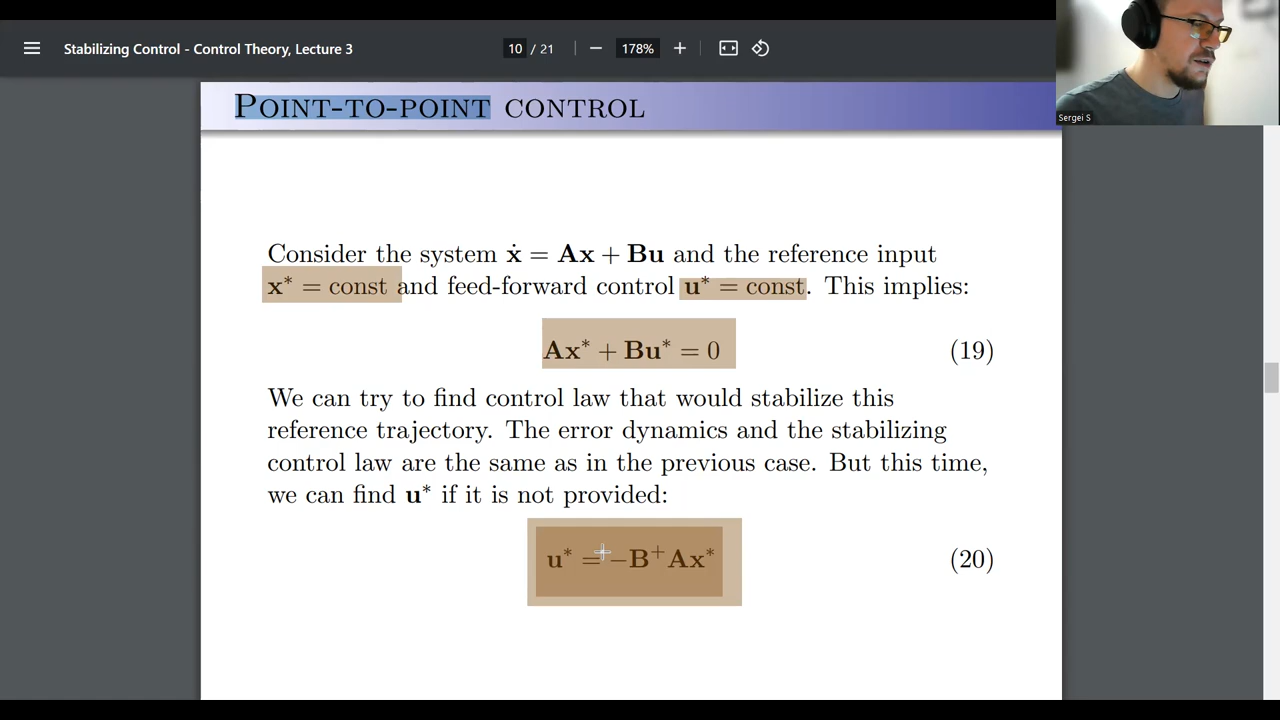 Stabilizing Control - Control Theory, Lecture 3
10 / 21
178%
Sergei S
Point-to-point control
Consider the system ẋ = Ax + Bu and the reference input
x* = const and feed-forward control u* = const. This implies:
Ax* + Bu* = 0 (19)
We can try to find control law that would stabilize this
reference trajectory. The error dynamics and the stabilizing
control law are the same as in the previous case. But this time,
we can find u* if it is not provided:
u* = −B⁺Ax* (20)